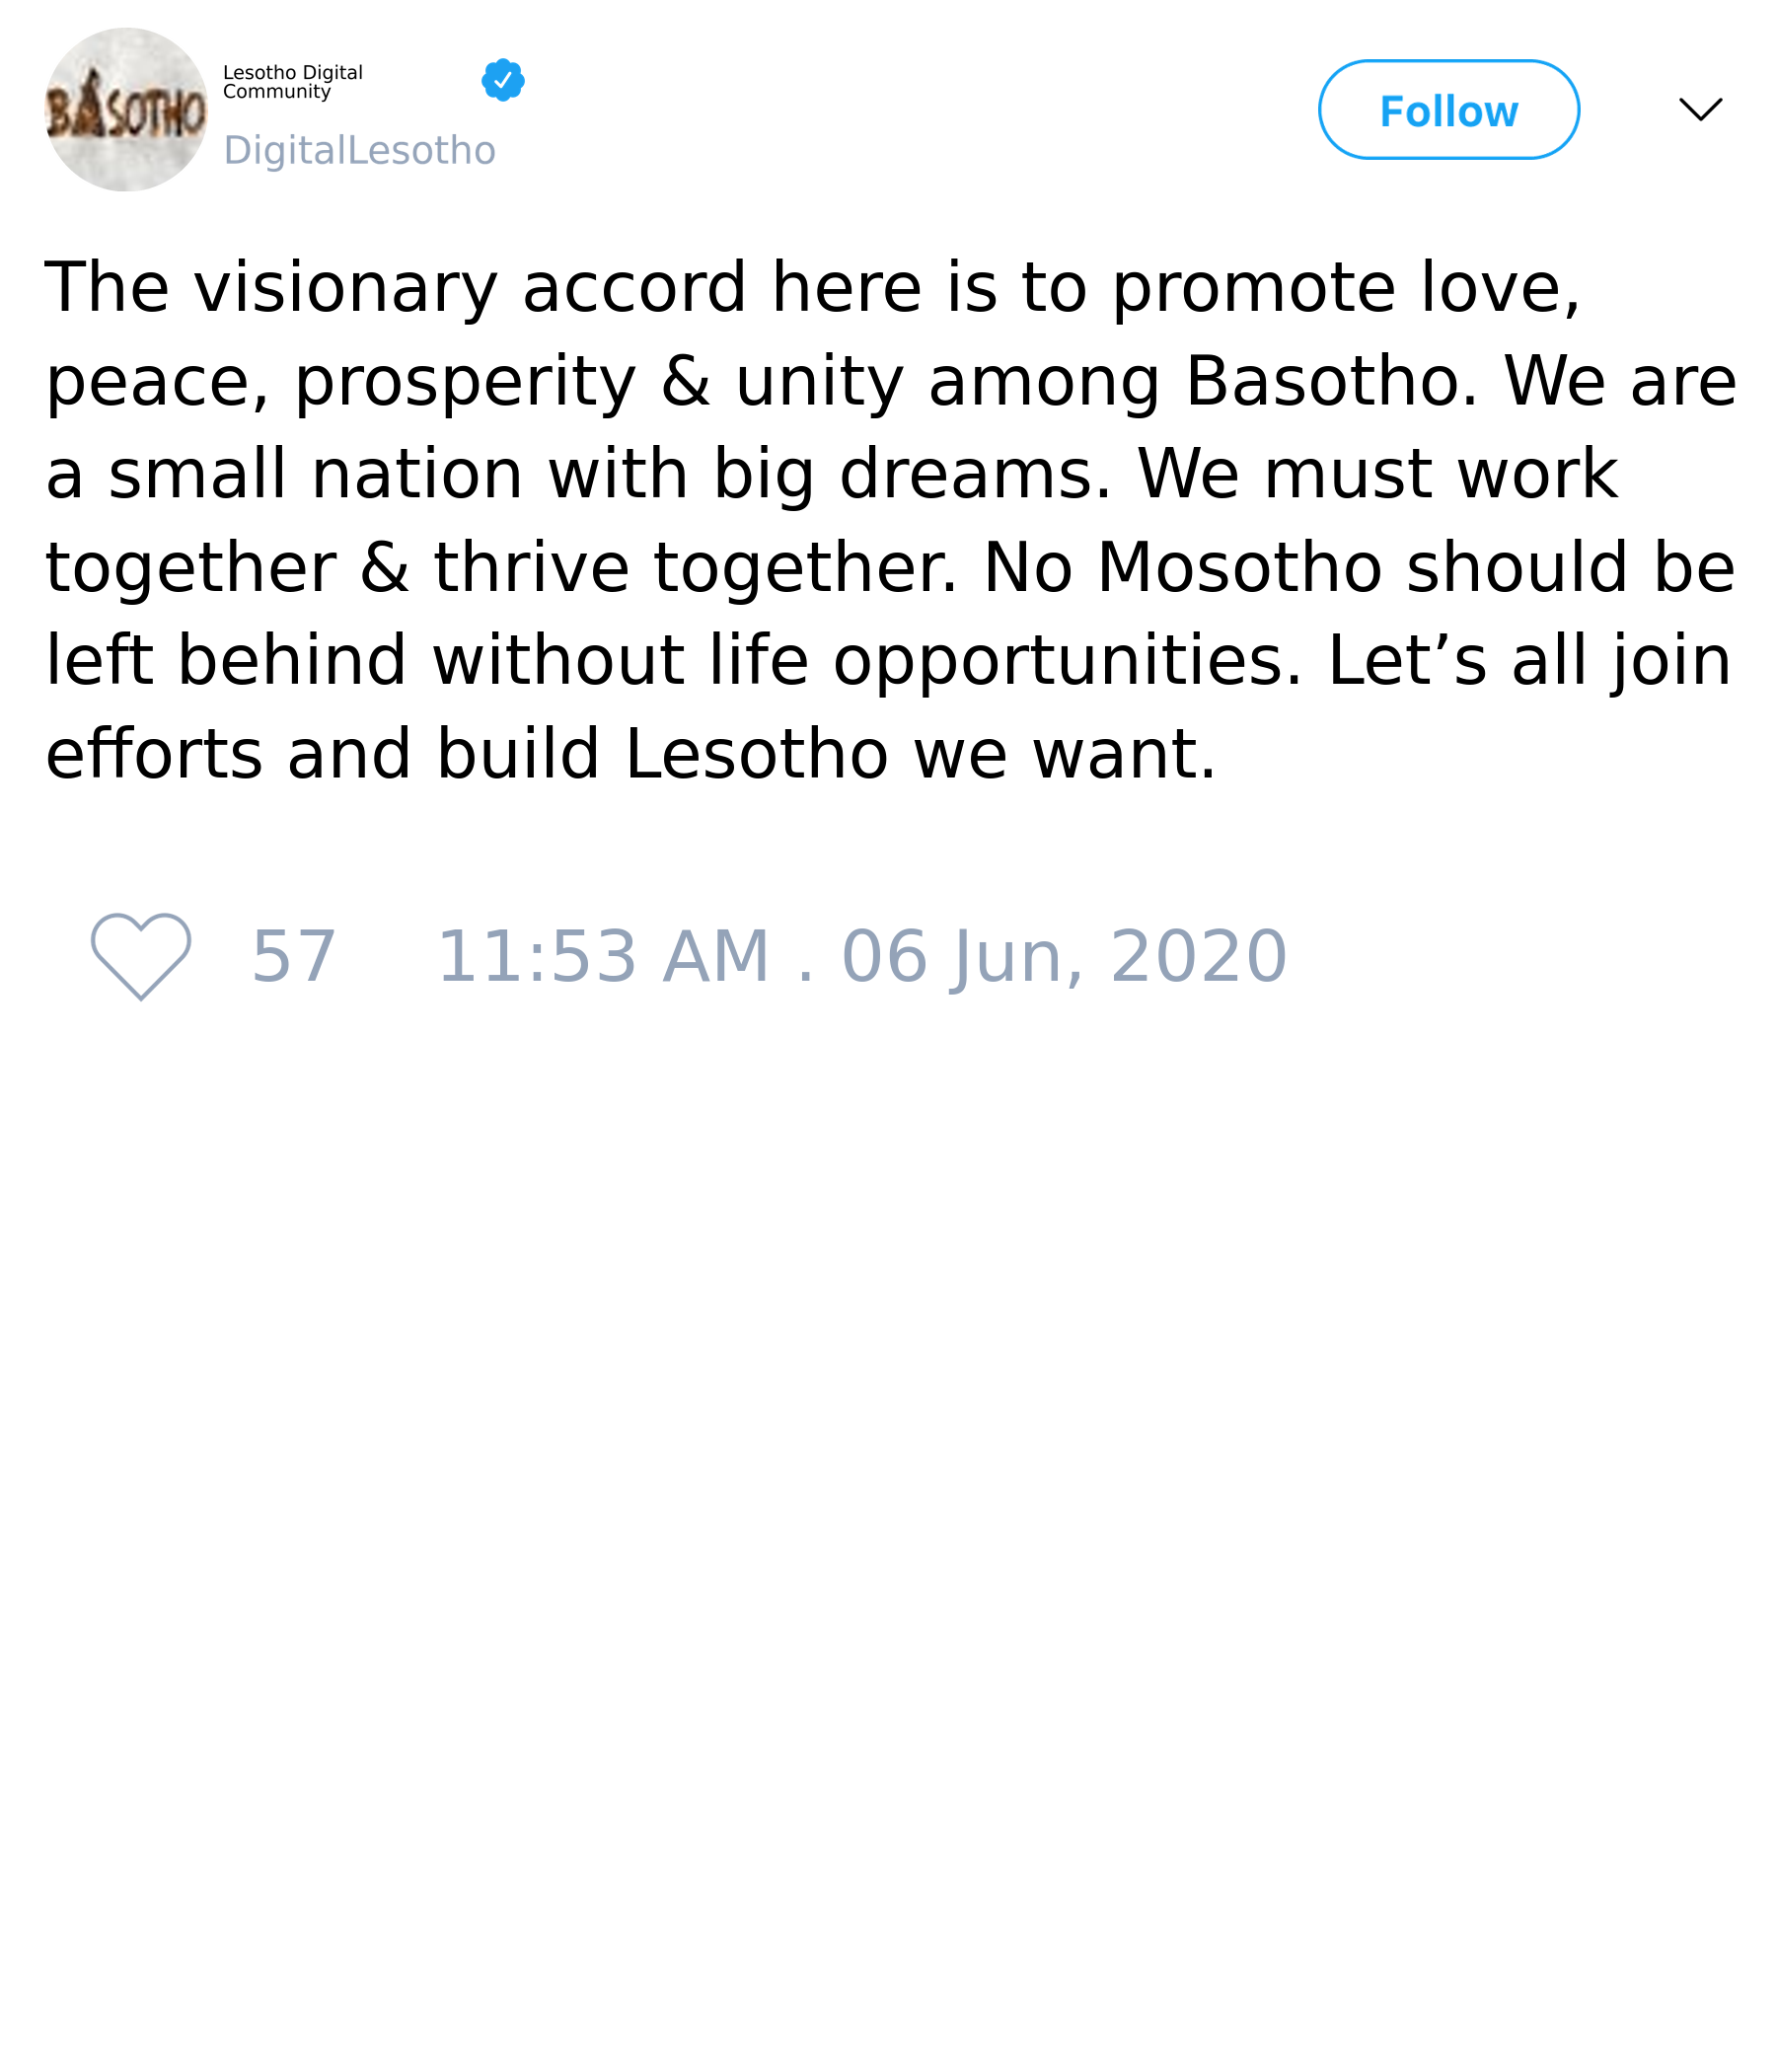 BASOTHO
Lesotho Digital
Community
DigitalLesotho
Follow
The visionary accord here is to promote love,
peace, prosperity & unity among Basotho. We are
a small nation with big dreams. We must work
together & thrive together. No Mosotho should be
left behind without life opportunities. Let’s all join
efforts and build Lesotho we want.
57 11:53 AM . 06 Jun, 2020